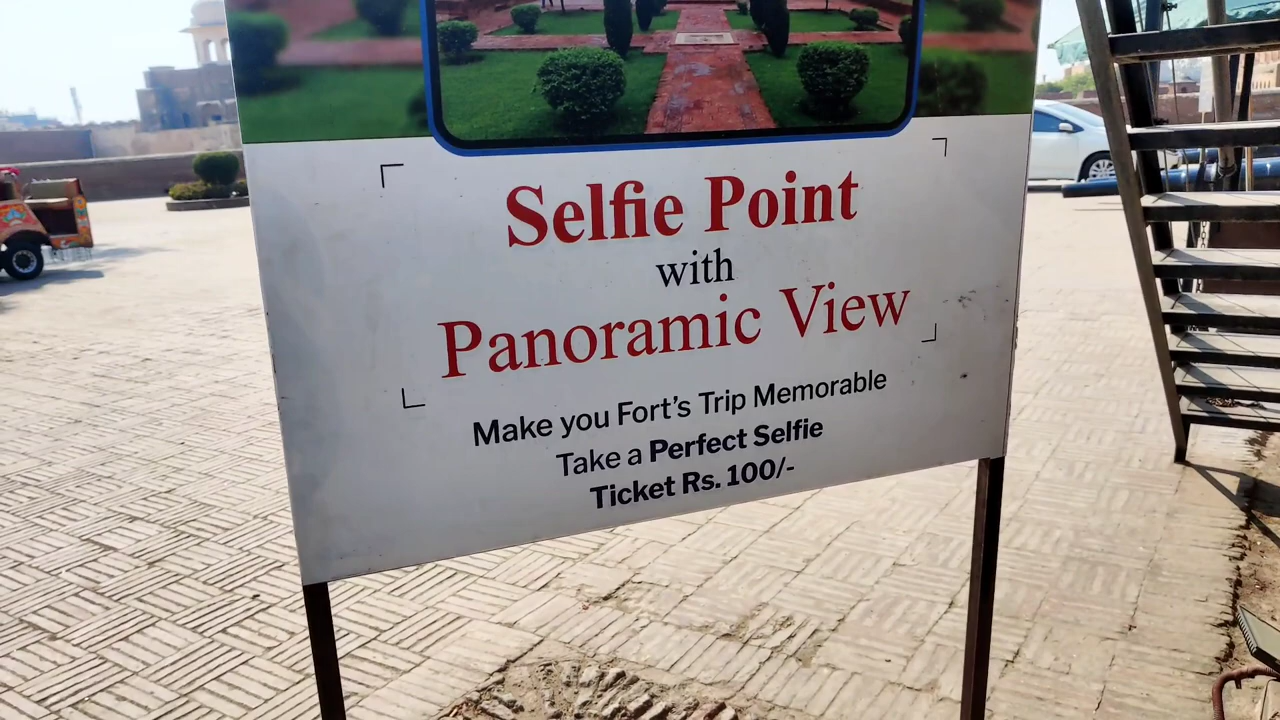 Selfie Point
with
Panoramic View
Make you Fort's Trip Memorable
Take a Perfect Selfie
Ticket Rs. 100/-